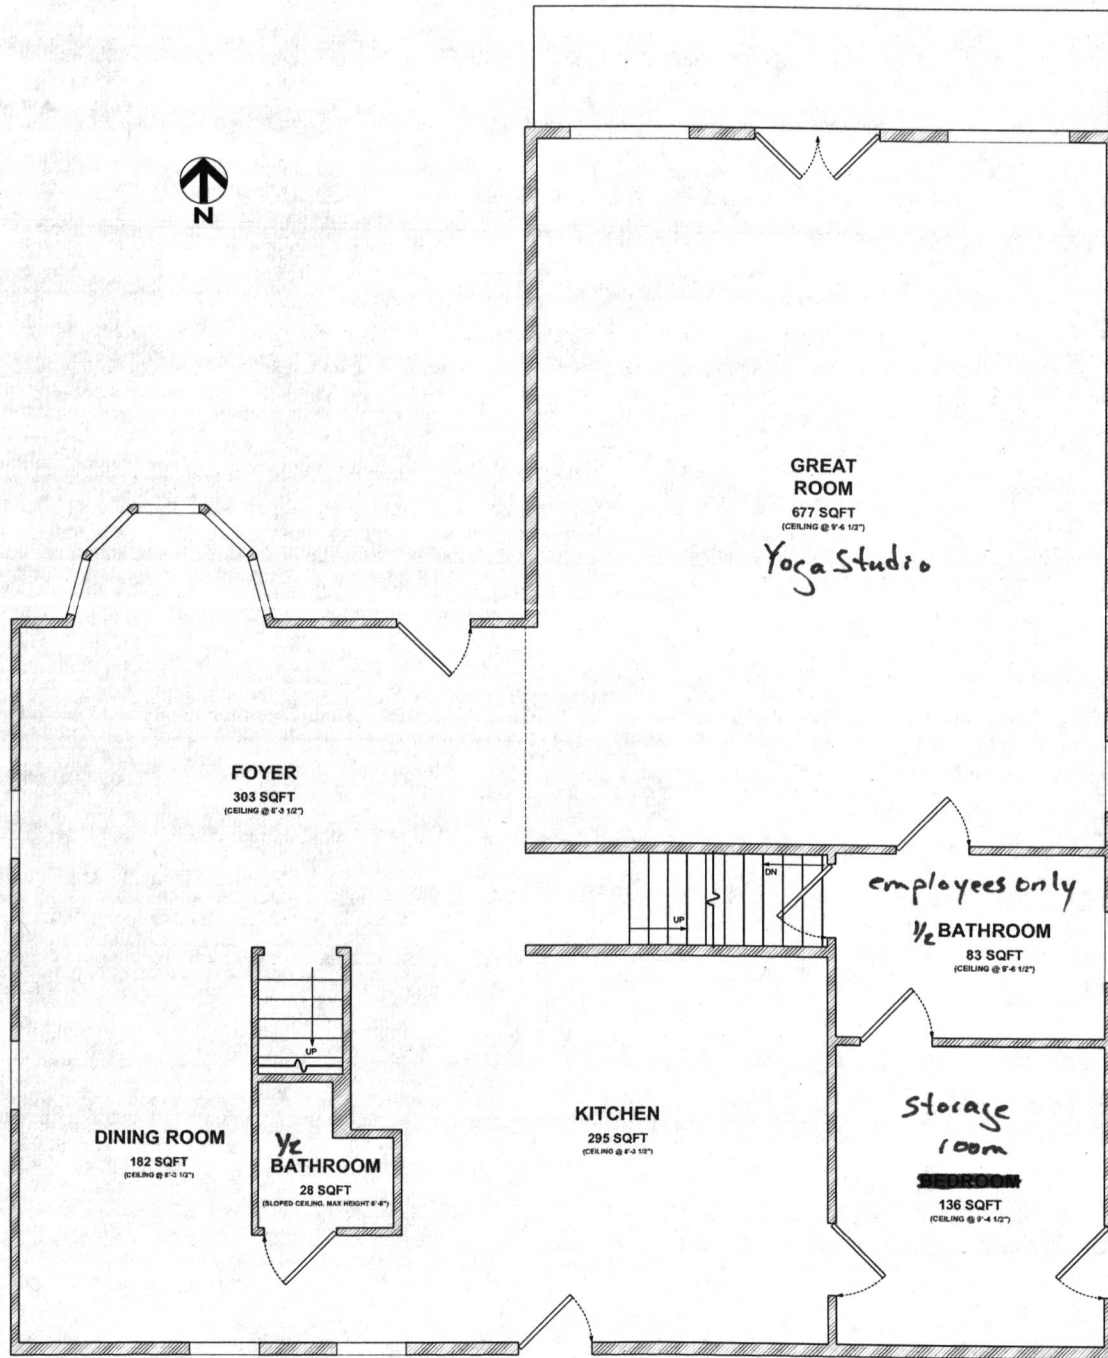 N
GREAT
ROOM
677 SQFT
(CEILING @ 9'-6 1/2")
Yoga Studio
FOYER
303 SQFT
(CEILING @ 8'-3 1/2")
DN
UP
employees only
1/2 BATHROOM
83 SQFT
(CEILING @ 9'-6 1/2")
UP
DINING ROOM
182 SQFT
(CEILING @ 8'-3 1/2")
1/2
BATHROOM
28 SQFT
(SLOPED CEILING, MAX HEIGHT 6'-8")
KITCHEN
295 SQFT
(CEILING @ 8'-3 1/2")
Storage
room
BEDROOM
136 SQFT
(CEILING @ 9'-4 1/2")